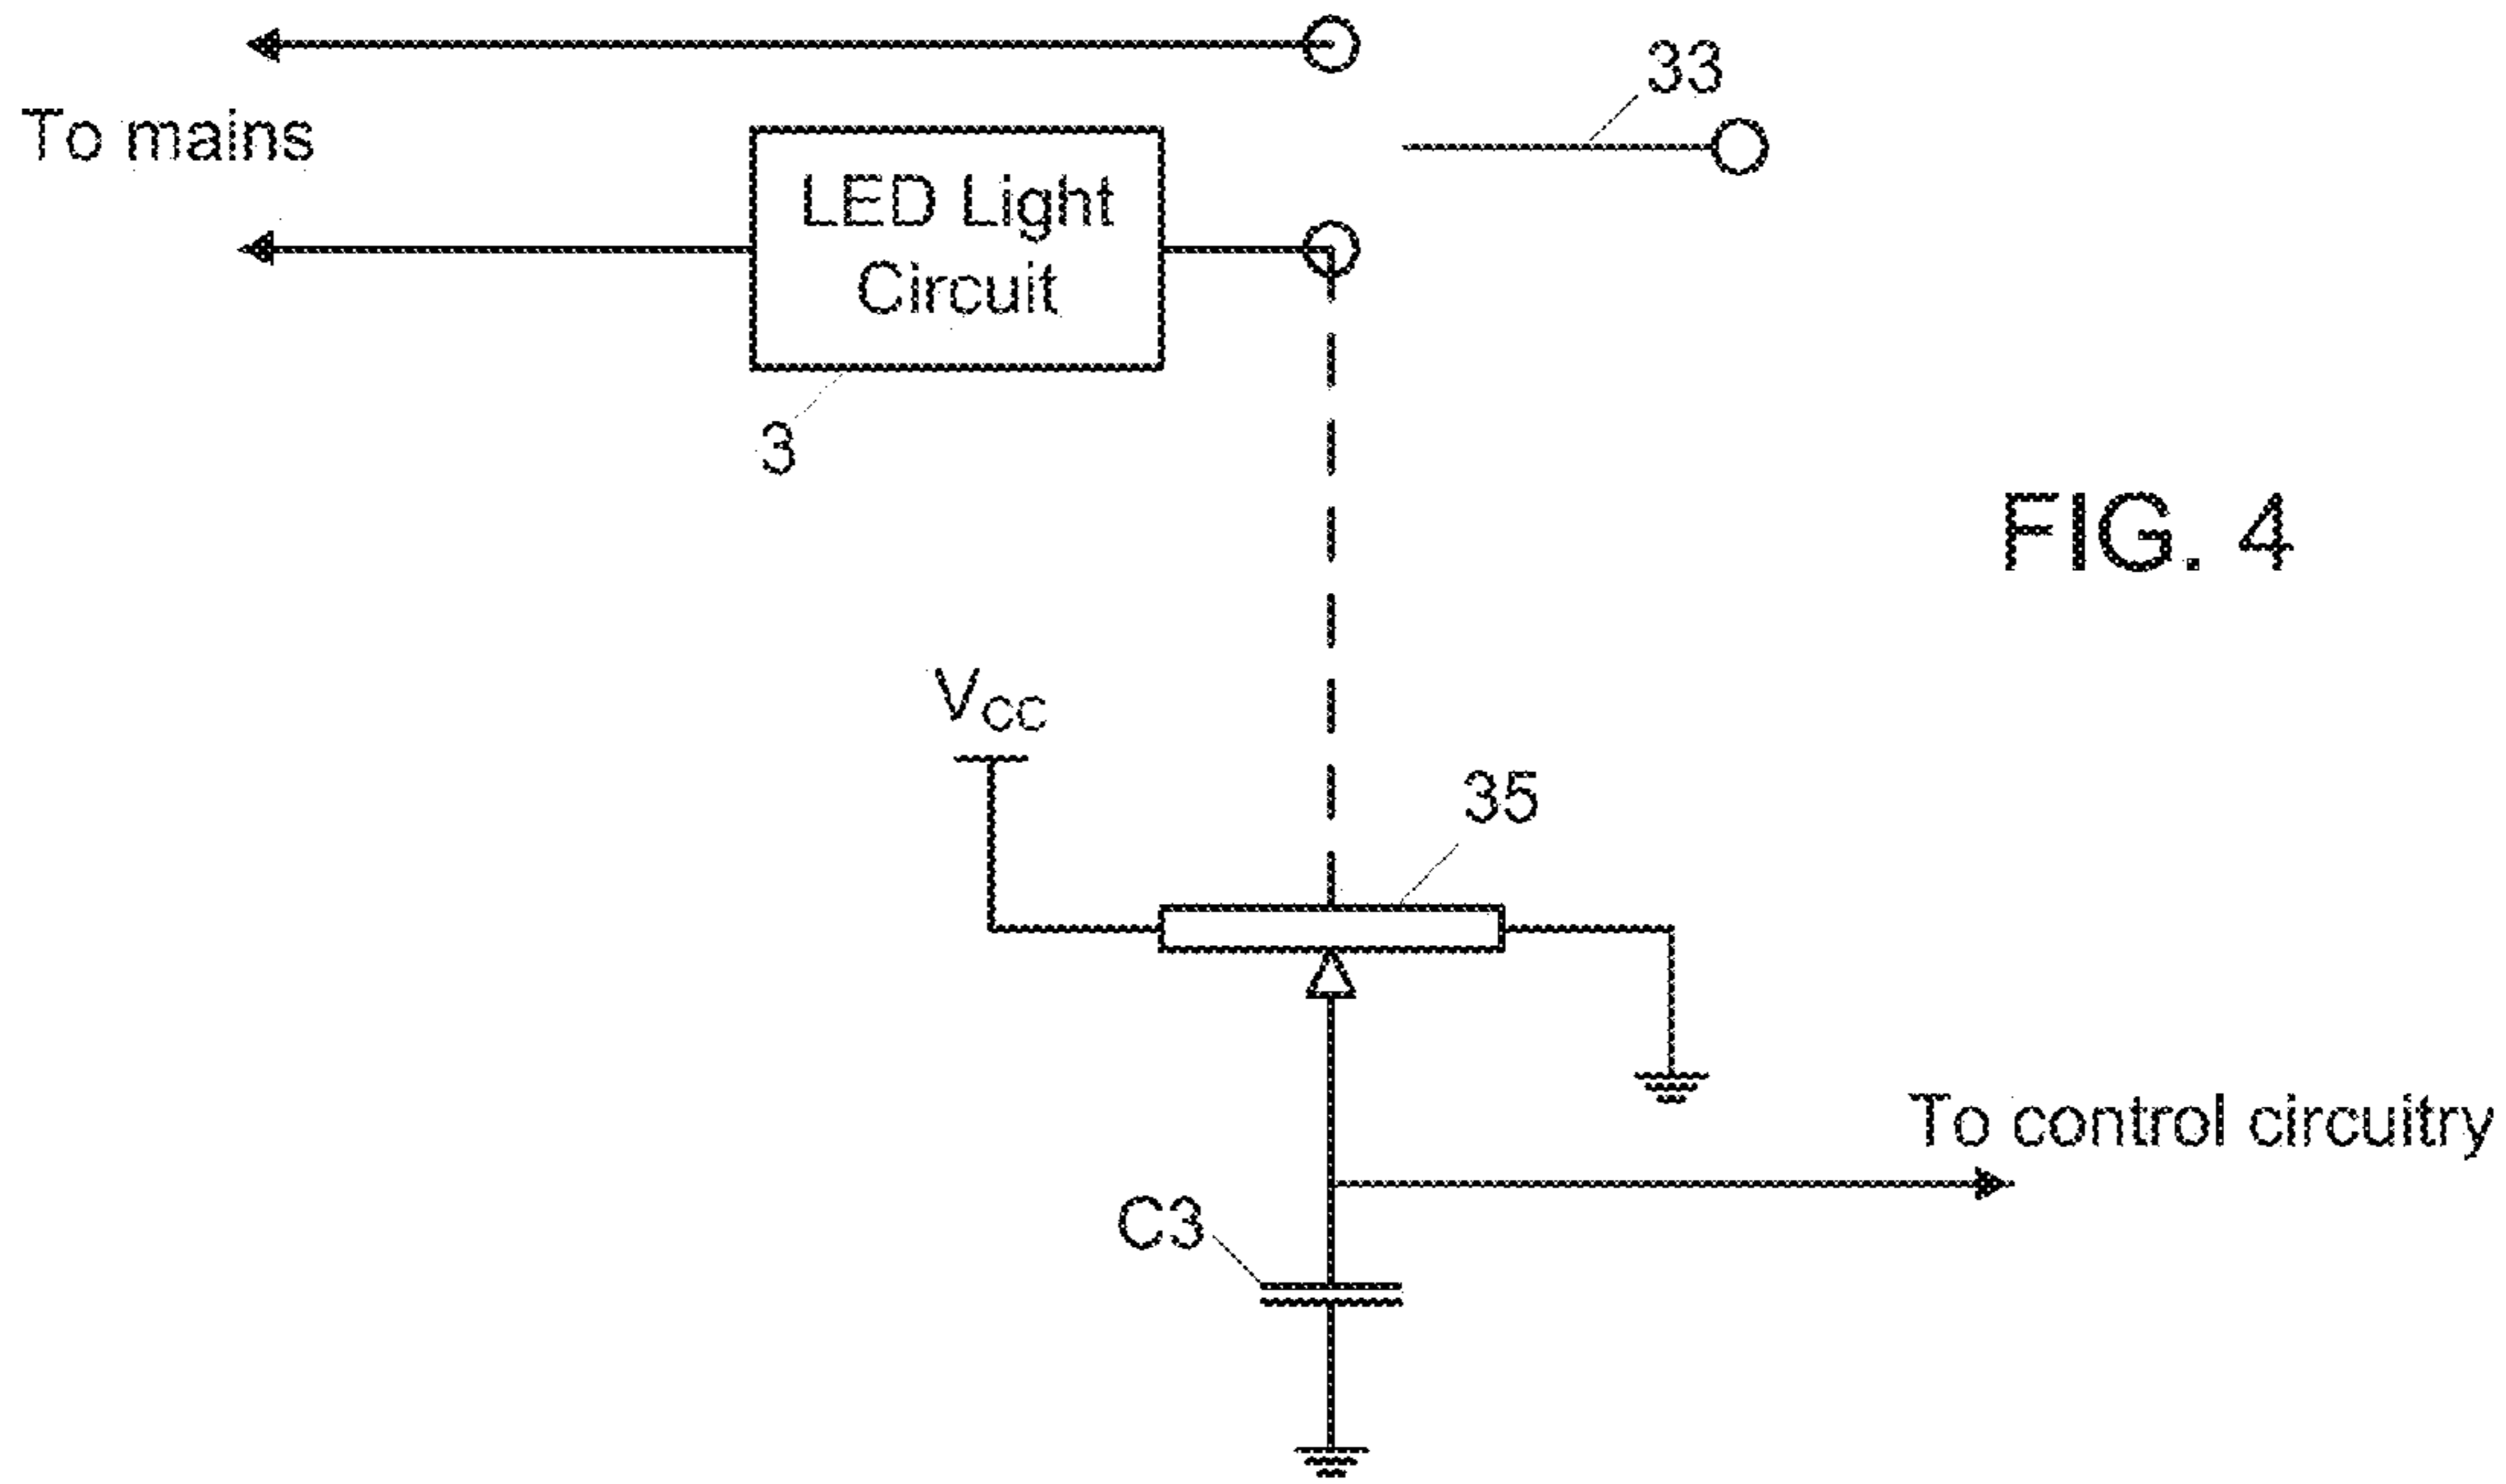 33
To mains
LED Light
Circuit
3
FIG. 4
VCC
35
To control circuitry
C3